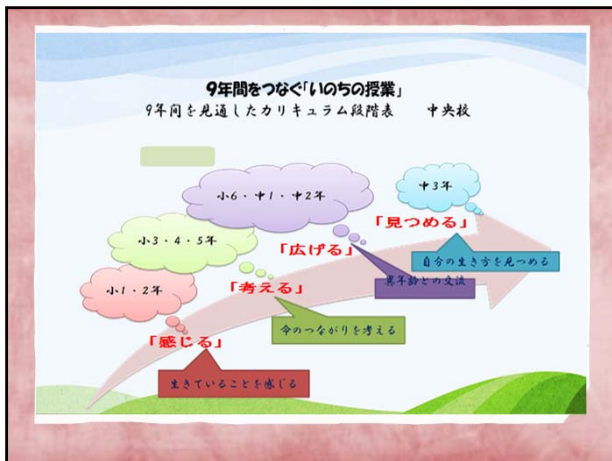 9年間をつなぐ「いのちの授業」
9年間を見通したカリキュラム段階表　中央校
小1・2年
「感じる」
生きていることを感じる
小3・4・5年
「考える」
命のつながりを考える
小6・中1・中2年
「広げる」
異年齢との交流
中3年
「見つめる」
自分の生き方を見つめる